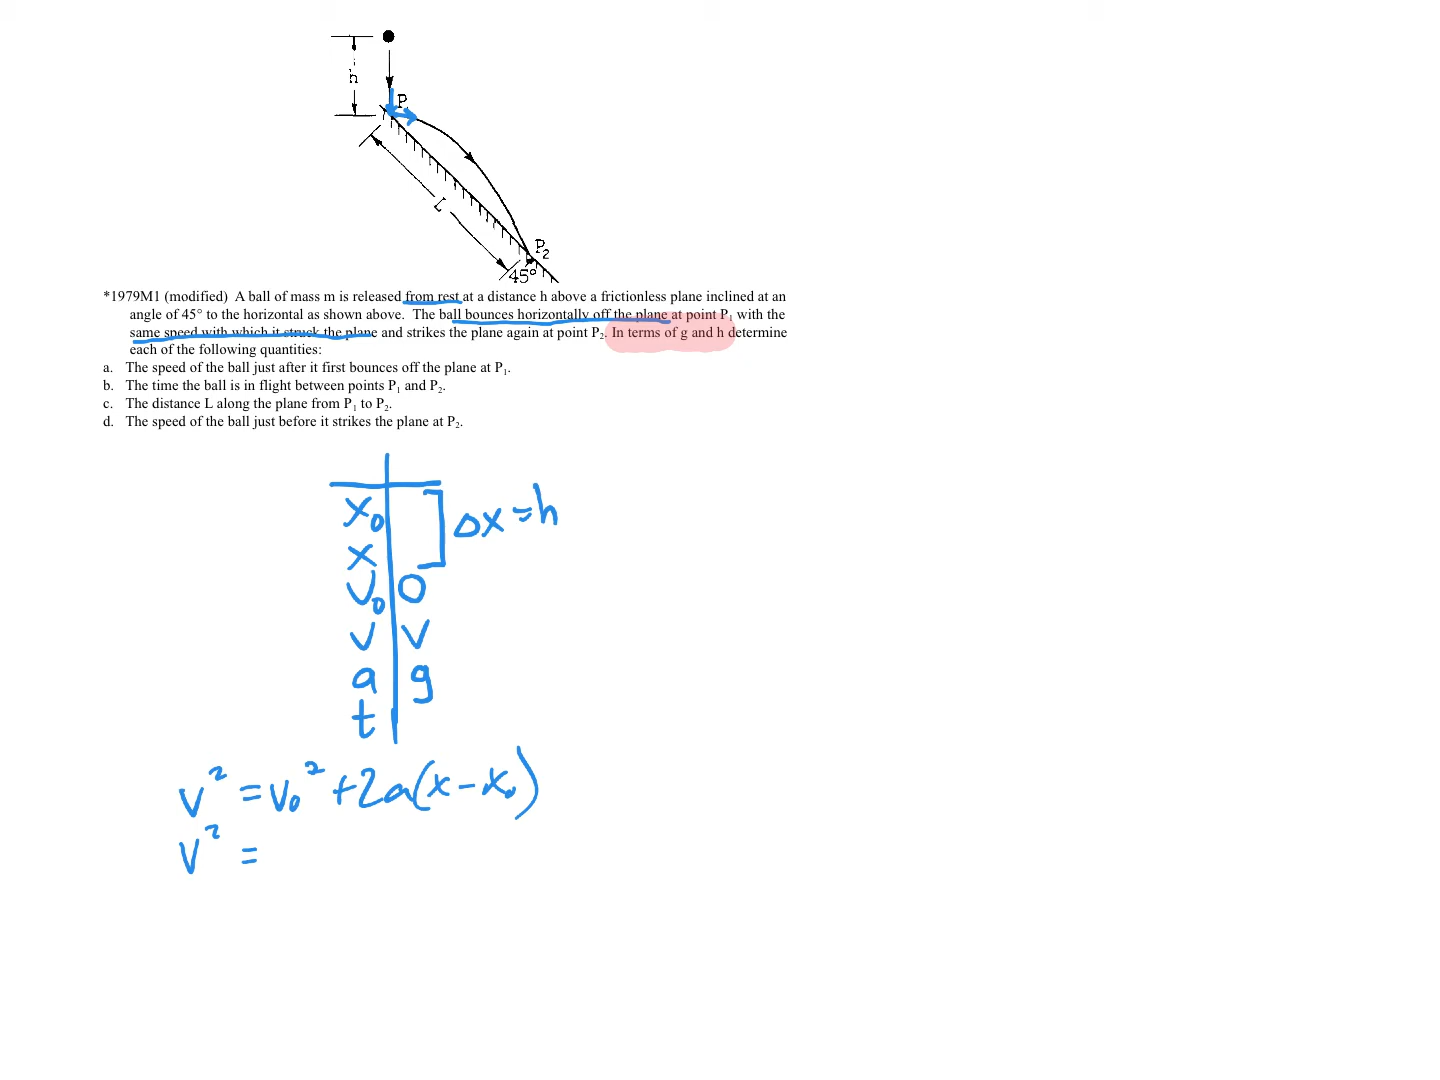 h
P
L
P₂
45°
*1979M1 (modified) A ball of mass m is released from rest at a distance h above a frictionless plane inclined at an
angle of 45° to the horizontal as shown above. The ball bounces horizontally off the plane at point P₁ with the
same speed with which it struck the plane and strikes the plane again at point P₂. In terms of g and h determine
each of the following quantities:
a. The speed of the ball just after it first bounces off the plane at P₁.
b. The time the ball is in flight between points P₁ and P₂.
c. The distance L along the plane from P₁ to P₂.
d. The speed of the ball just before it strikes the plane at P₂.
x₀
Δx = h
x
v₀ 0
v v
a g
t
v² = v₀² + 2a(x - x₀)
v² =